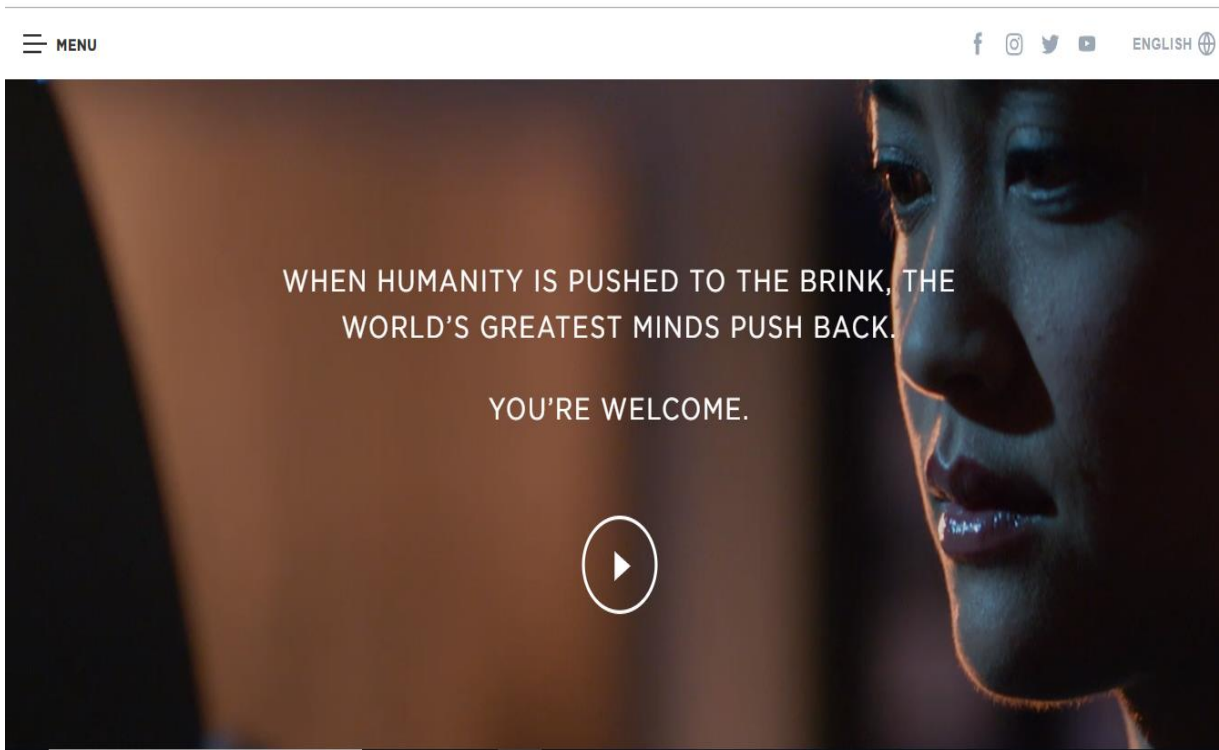 MENU
ENGLISH
WHEN HUMANITY IS PUSHED TO THE BRINK, THE
WORLD’S GREATEST MINDS PUSH BACK.
YOU’RE WELCOME.